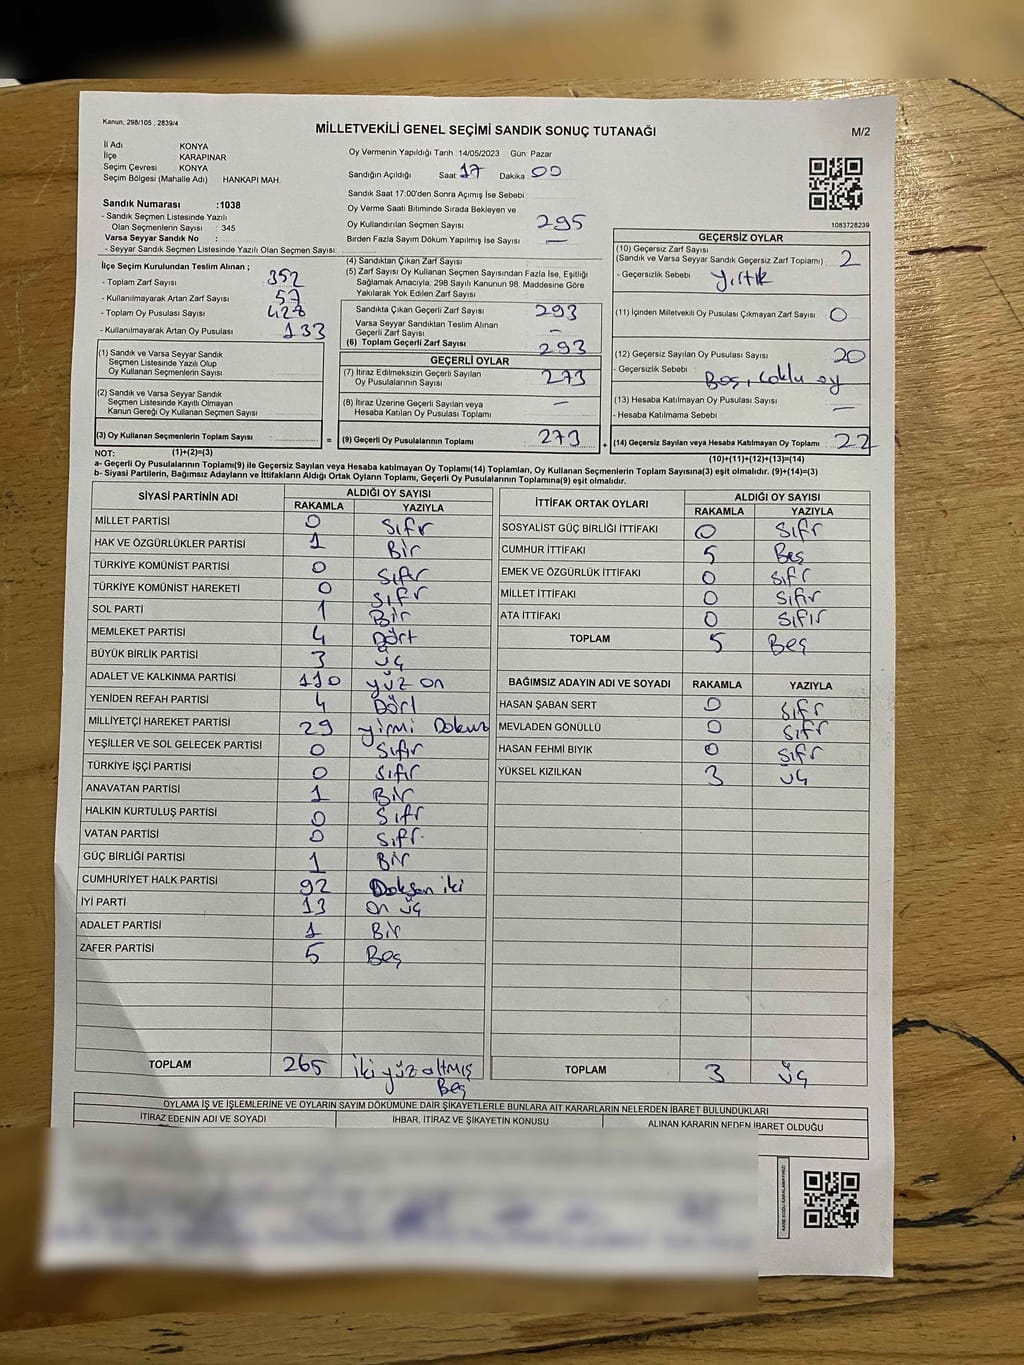 Kanun; 298/105 , 2839/4
MİLLETVEKİLİ GENEL SEÇİMİ SANDIK SONUÇ TUTANAĞI
M/2
İl Adı : KONYA
İlçe : KARAPINAR
Seçim Çevresi : KONYA
Seçim Bölgesi (Mahalle Adı) : HANKAPI MAH.
Sandık Numarası :1038
- Sandık Seçmen Listesinde Yazılı
Olan Seçmenlerin Sayısı : 345
Varsa Seyyar Sandık No :
- Seyyar Sandık Seçmen Listesinde Yazılı Olan Seçmen Sayısı:
İlçe Seçim Kurulundan Teslim Alınan ;
- Toplam Zarf Sayısı : 352
- Kullanılmayarak Artan Zarf Sayısı : 57
- Toplam Oy Pusulası Sayısı : 428
- Kullanılmayarak Artan Oy Pusulası : 133
(1) Sandık ve Varsa Seyyar Sandık
Seçmen Listesinde Yazılı Olup
Oy Kullanan Seçmenlerin Sayısı :
(2) Sandık ve Varsa Seyyar Sandık
Seçmen Listesinde Kayıtlı Olmayan
Kanun Gereği Oy Kullanan Seçmen Sayısı :
(3) Oy Kullanan Seçmenlerin Toplam Sayısı :
Oy Vermenin Yapıldığı Tarih :14/05/2023 Gün: Pazar
Sandığın Açıldığı Saat 17 Dakika 00
Sandık Saat 17:00'den Sonra Açımış İse Sebebi :
Oy Verme Saati Bitiminde Sırada Bekleyen ve
Oy Kullandırılan Seçmen Sayısı : 295
Birden Fazla Sayım Döküm Yapılmış İse Sayısı : —
(4) Sandıktan Çıkan Zarf Sayısı :
(5) Zarf Sayısı Oy Kullanan Seçmen Sayısından Fazla İse, Eşitliği
Sağlamak Amacıyla; 298 Sayılı Kanunun 98. Maddesine Göre
Yakılarak Yok Edilen Zarf Sayısı :
Sandıkta Çıkan Geçerli Zarf Sayısı : 293
Varsa Seyyar Sandıktan Teslim Alınan
Geçerli Zarf Sayısı : —
(6) Toplam Geçerli Zarf Sayısı : 293
GEÇERLİ OYLAR
(7) İtiraz Edilmeksizin Geçerli Sayılan
Oy Pusulalarının Sayısı : 273
(8) İtiraz Üzerine Geçerli Sayılan veya
Hesaba Katılan Oy Pusulası Toplamı : —
= (9) Geçerli Oy Pusulalarının Toplamı : 273
1083728239
GEÇERSİZ OYLAR
(10) Geçersiz Zarf Sayısı
(Sandık ve Varsa Seyyar Sandık Geçersiz Zarf Toplamı) : 2
- Geçersizlik Sebebi : yırtık
(11) İçinden Milletvekili Oy Pusulası Çıkmayan Zarf Sayısı : 0
(12) Geçersiz Sayılan Oy Pusulası Sayısı : 20
- Geçersizlik Sebebi : Boş, Çoklu oy
(13) Hesaba Katılmayan Oy Pusulası Sayısı : —
- Hesaba Katılmama Sebebi :
+ (14) Geçersiz Sayılan veya Hesaba Katılmayan Oy Toplamı : 22
NOT: (1)+(2)=(3)
(10)+(11)+(12)+(13)=(14)
a- Geçerli Oy Pusulalarının Toplamı(9) ile Geçersiz Sayılan veya Hesaba katılmayan Oy Toplamı(14) Toplamları, Oy Kullanan Seçmenlerin Toplam Sayısına(3) eşit olmalıdır. (9)+(14)=(3)
b- Siyasi Partilerin, Bağımsız Adayların ve İttifakların Aldığı Ortak Oyların Toplamı, Geçerli Oy Pusulalarının Toplamına(9) eşit olmalıdır.
SİYASİ PARTİNİN ADI ALDIĞI OY SAYISI
RAKAMLA YAZIYLA
MİLLET PARTİSİ 0 Sıfr
HAK VE ÖZGÜRLÜKLER PARTİSİ 1 Bir
TÜRKİYE KOMÜNİST PARTİSİ 0 Sıfır
TÜRKİYE KOMÜNİST HAREKETİ 0 Sıfr
SOL PARTİ 1 Bir
MEMLEKET PARTİSİ 4 Dört
BÜYÜK BİRLİK PARTİSİ 3 üç
ADALET VE KALKINMA PARTİSİ 110 yüz on
YENİDEN REFAH PARTİSİ 4 Dört
MİLLİYETÇİ HAREKET PARTİSİ 29 yirmi Dokuz
YEŞİLLER VE SOL GELECEK PARTİSİ 0 Sıfır
TÜRKİYE İŞÇİ PARTİSİ 0 Sıfır
ANAVATAN PARTİSİ 1 Bir
HALKIN KURTULUŞ PARTİSİ 0 Sıfr
VATAN PARTİSİ 0 Sıfr
GÜÇ BİRLİĞİ PARTİSİ 1 Bir
CUMHURİYET HALK PARTİSİ 92 Doksan iki
İYİ PARTİ 13 on üç
ADALET PARTİSİ 1 Bir
ZAFER PARTİSİ 5 Beş
TOPLAM 265 iki yüz altmış
Beş
İTTİFAK ORTAK OYLARI ALDIĞI OY SAYISI
RAKAMLA YAZIYLA
SOSYALİST GÜÇ BİRLİĞİ İTTİFAKI 0 Sıfr
CUMHUR İTTİFAKI 5 Beş
EMEK VE ÖZGÜRLÜK İTTİFAKI 0 Sıfr
MİLLET İTTİFAKI 0 Sıfır
ATA İTTİFAKI 0 Sıfır
TOPLAM 5 Beş
BAĞIMSIZ ADAYIN ADI VE SOYADI RAKAMLA YAZIYLA
HASAN ŞABAN SERT 0 Sıfr
MEVLADEN GÖNÜLLÜ 0 Sıfr
HASAN FEHMI BIYIK 0 Sıfr
YÜKSEL KIZILKAN 3 üç
TOPLAM 3 üç
OYLAMA İŞ VE İŞLEMLERİNE VE OYLARIN SAYIM DÖKÜMÜNE DAİR ŞİKAYETLERLE BUNLARA AİT KARARLARIN NELERDEN İBARET BULUNDUKLARI
İTİRAZ EDENİN ADI VE SOYADI İHBAR, İTİRAZ VE ŞİKAYETİN KONUSU ALINAN KARARIN NEDEN İBARET OLDUĞU